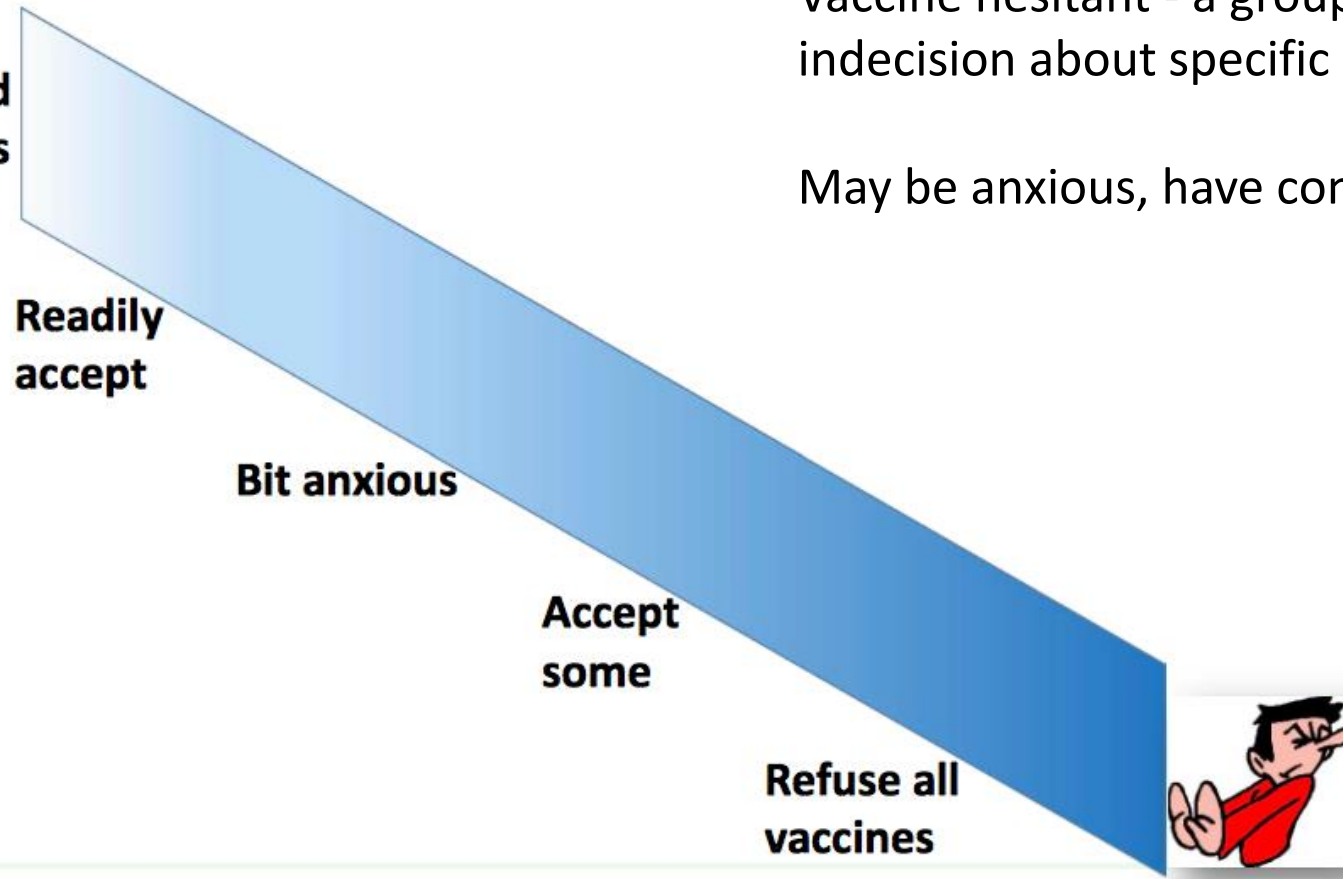 Vaccine hesitant - a group
indecision about specific
May be anxious, have
Readily
accept
Bit anxious
Accept
some
Refuse all
vaccines